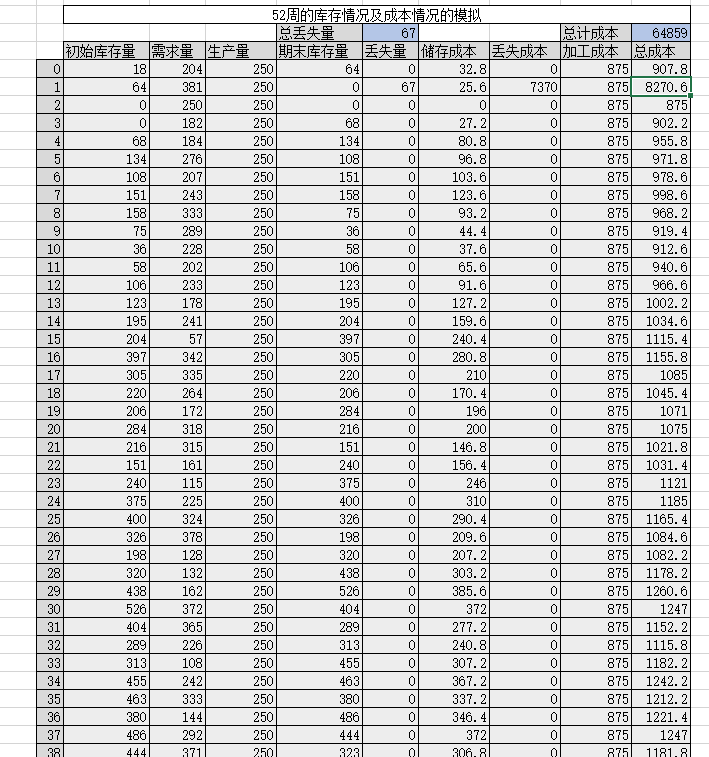 52周的库存情况及成本情况的模拟
总丢失量 67 总计成本 64859
初始库存量 需求量 生产量 期末库存量 丢失量 储存成本 丢失成本 加工成本 总成本
0 18 204 250 64 0 32.8 0 875 907.8
1 64 381 250 0 67 25.6 7370 875 8270.6
2 0 250 250 0 0 0 0 875 875
3 0 182 250 68 0 27.2 0 875 902.2
4 68 184 250 134 0 80.8 0 875 955.8
5 134 276 250 108 0 96.8 0 875 971.8
6 108 207 250 151 0 103.6 0 875 978.6
7 151 243 250 158 0 123.6 0 875 998.6
8 158 333 250 75 0 93.2 0 875 968.2
9 75 289 250 36 0 44.4 0 875 919.4
10 36 228 250 58 0 37.6 0 875 912.6
11 58 202 250 106 0 65.6 0 875 940.6
12 106 233 250 123 0 91.6 0 875 966.6
13 123 178 250 195 0 127.2 0 875 1002.2
14 195 241 250 204 0 159.6 0 875 1034.6
15 204 57 250 397 0 240.4 0 875 1115.4
16 397 342 250 305 0 280.8 0 875 1155.8
17 305 335 250 220 0 210 0 875 1085
18 220 264 250 206 0 170.4 0 875 1045.4
19 206 172 250 284 0 196 0 875 1071
20 284 318 250 216 0 200 0 875 1075
21 216 315 250 151 0 146.8 0 875 1021.8
22 151 161 250 240 0 156.4 0 875 1031.4
23 240 115 250 375 0 246 0 875 1121
24 375 225 250 400 0 310 0 875 1185
25 400 324 250 326 0 290.4 0 875 1165.4
26 326 378 250 198 0 209.6 0 875 1084.6
27 198 128 250 320 0 207.2 0 875 1082.2
28 320 132 250 438 0 303.2 0 875 1178.2
29 438 162 250 526 0 385.6 0 875 1260.6
30 526 372 250 404 0 372 0 875 1247
31 404 365 250 289 0 277.2 0 875 1152.2
32 289 226 250 313 0 240.8 0 875 1115.8
33 313 108 250 455 0 307.2 0 875 1182.2
34 455 242 250 463 0 367.2 0 875 1242.2
35 463 333 250 380 0 337.2 0 875 1212.2
36 380 144 250 486 0 346.4 0 875 1221.4
37 486 292 250 444 0 372 0 875 1247
38 444 371 250 323 0 306.8 0 875 1181.8